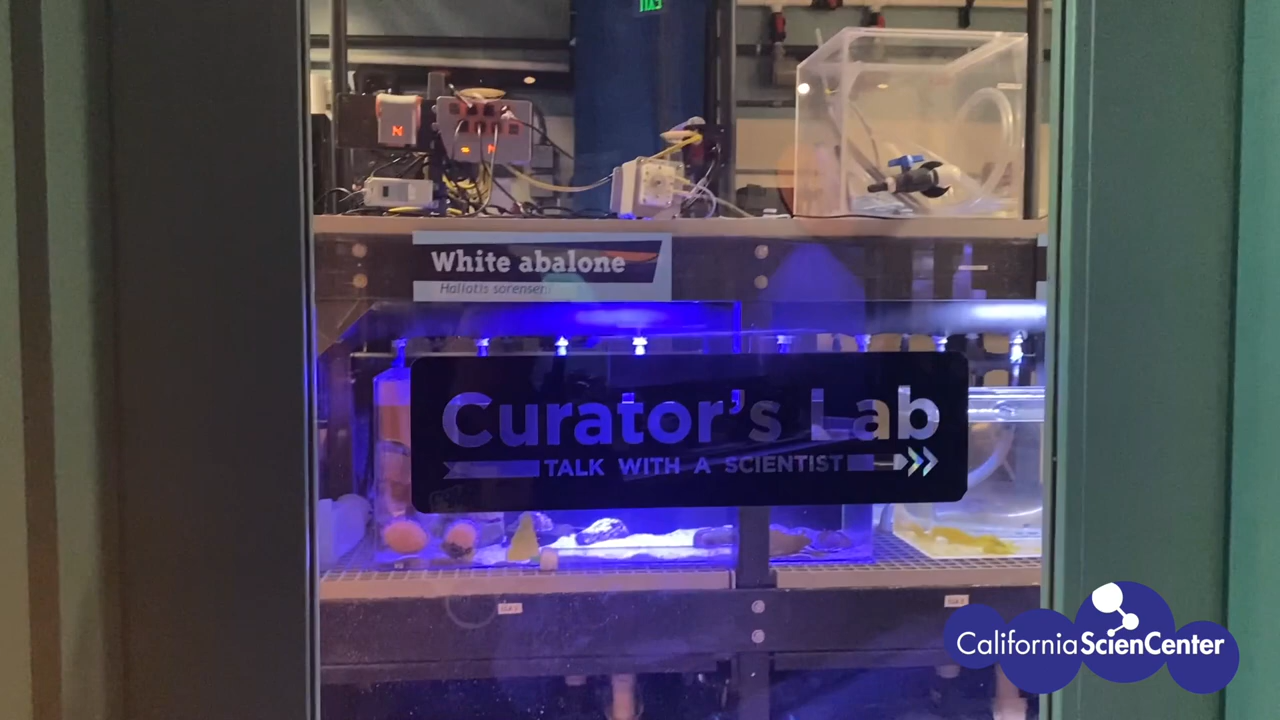 White abalone
Haliotis sorenseni
Curator's Lab
TALK WITH A SCIENTIST
California ScienCenter